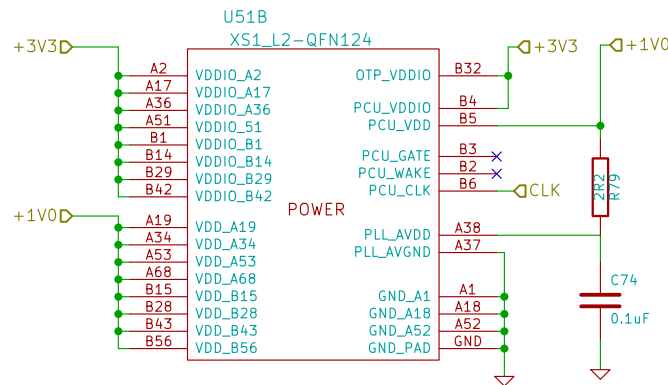 U51B
XS1_L2-QFN124
+3V3
+3V3
+1V0
A2 VDDIO_A2
OTP_VDDIO B32
A17 VDDIO_A17
A36 VDDIO_A36
PCU_VDDIO B4
A51 VDDIO_51
PCU_VDD B5
B1 VDDIO_B1
B14 VDDIO_B14
PCU_GATE B3
B29 VDDIO_B29
PCU_WAKE B2
B42 VDDIO_B42
PCU_CLK B6
CLK
2R2
R79
POWER
+1V0
A19 VDD_A19
PLL_AVDD A38
A34 VDD_A34
PLL_AVGND A37
A53 VDD_A53
A68 VDD_A68
C74
B15 VDD_B15
GND_A1 A1
B28 VDD_B28
GND_A18 A18
0.1uF
B43 VDD_B43
GND_A52 A52
B56 VDD_B56
GND_PAD GND